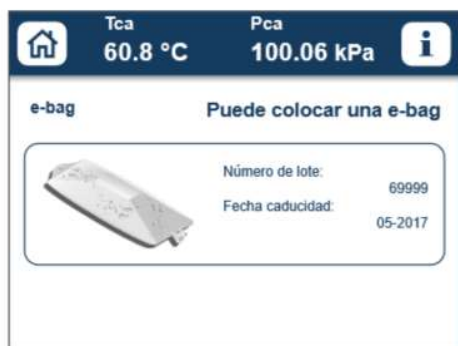 Tca
Pca
60.8 °C
100.06 kPa
i
e-bag
Puede colocar una e-bag
Número de lote:
69999
Fecha caducidad:
05-2017